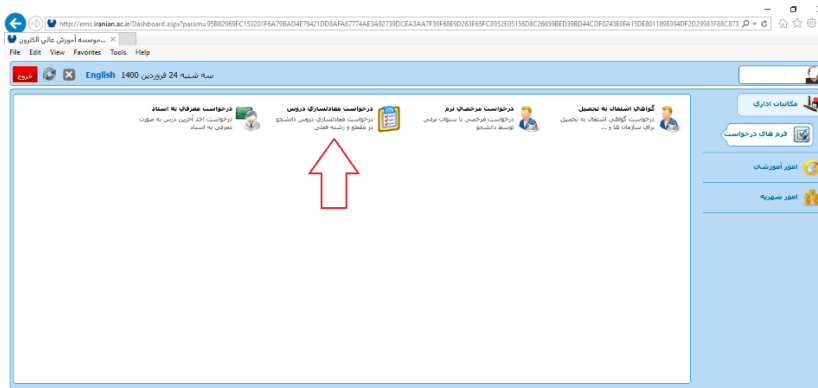 http://ems.iranian.ac.ir/Dashboard.aspx?param=
موسسه آموزش عالی الکترون...
File Edit View Favorites Tools Help
سه شنبه 24 فروردین 1400 English خروج
مکاتبات اداری
فرم های درخواست
امور آموزشی
امور شهریه
گواهی اشتغال به تحصیل
درخواست گواهی اشتغال به تحصیل
برای سازمان ها و ...
درخواست مرخصی ترم
درخواست مرخصی با سنوات ترمی
توسط دانشجو
درخواست معادلسازی دروس
درخواست معادلسازی دروس دانشجو
در مقطع و رشته فعلی
درخواست معرفی به استاد
درخواست اخذ آخرین درس به صورت
معرفی به استاد